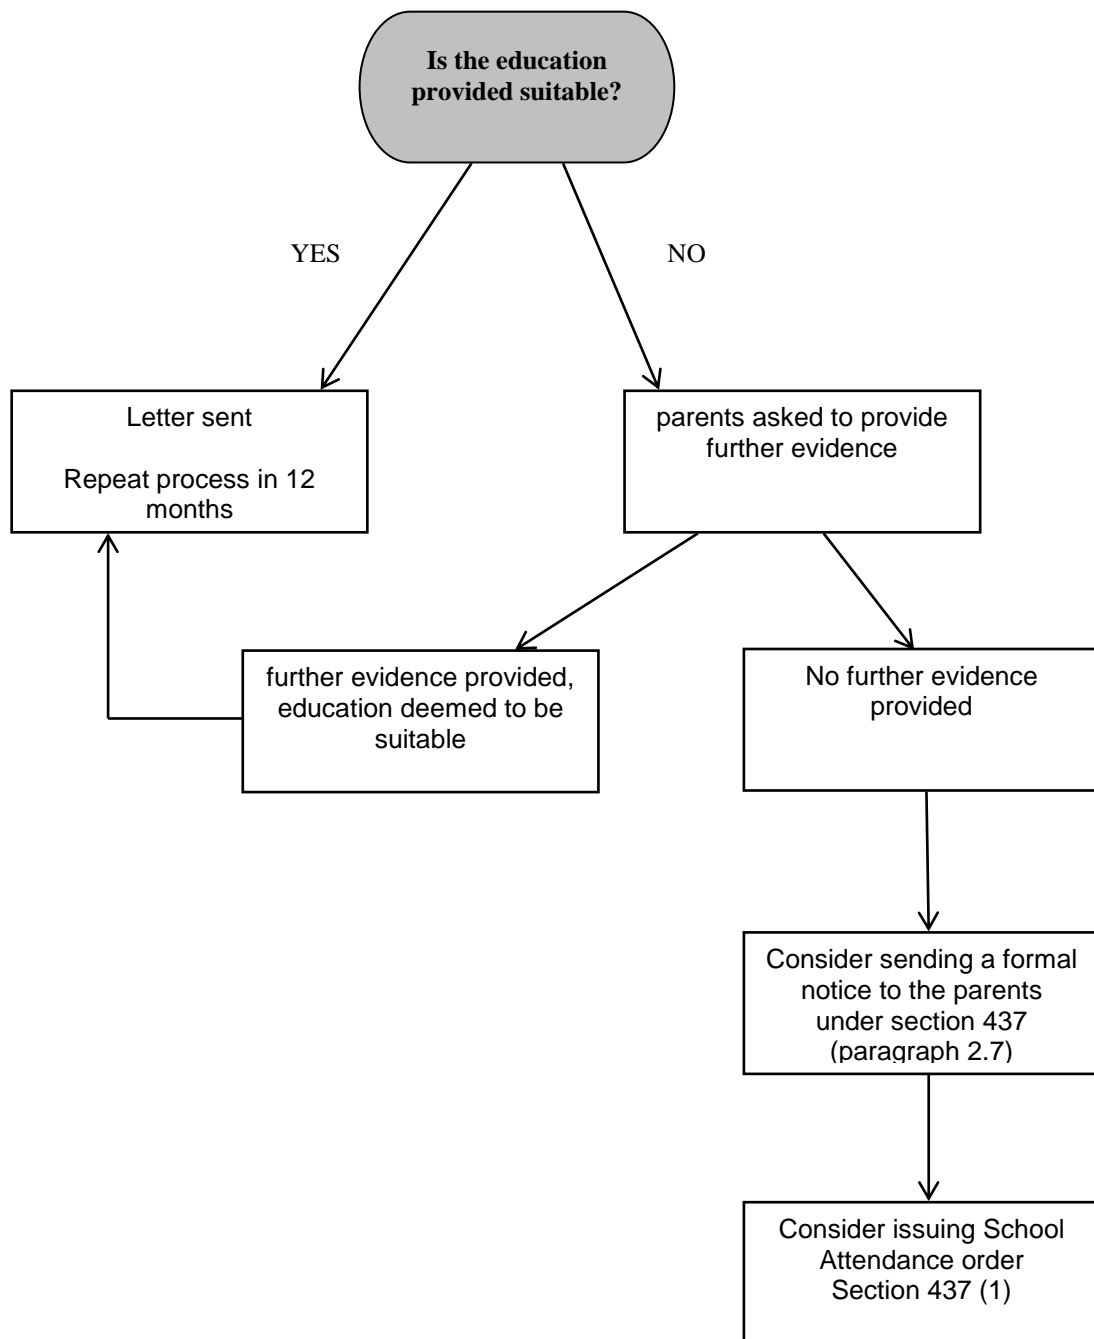 Is the education
provided suitable?
YES
NO
Letter sent
Repeat process in 12
months
parents asked to provide
further evidence
further evidence provided,
education deemed to be
suitable
No further evidence
provided
Consider sending a formal
notice to the parents
under section 437
(paragraph 2.7)
Consider issuing School
Attendance order
Section 437 (1)